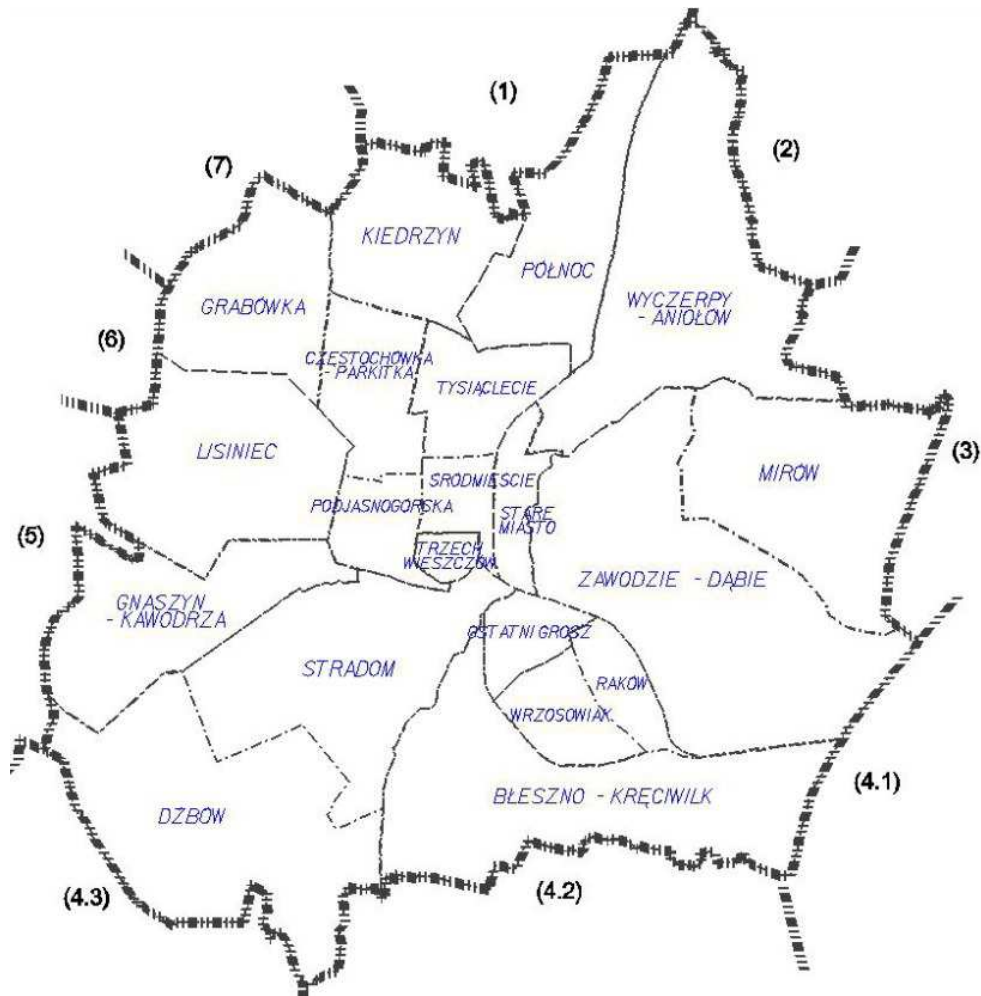 (1)
(2)
(7)
KIEDRZYN
PÓŁNOC
WYCZERPY
- ANIOŁÓW
GRABÓWKA
(6)
CZĘSTOCHÓWKA
- PARKITKA
TYSIĄCLECIE
LISINIEC
(3)
MIRÓW
ŚRÓDMIEŚCIE
PODJASNOGÓRSKA
STARE
MIASTO
(5)
TRZECH
WIESZCZÓW
GNASZYN
- KAWODRZA
ZAWODZIE - DĄBIE
OSTATNI GROSZ
STRADOM
RAKÓW
WRZOSOWIAK
(4.1)
BŁESZNO - KRĘCIWILK
DŹBÓW
(4.3)
(4.2)